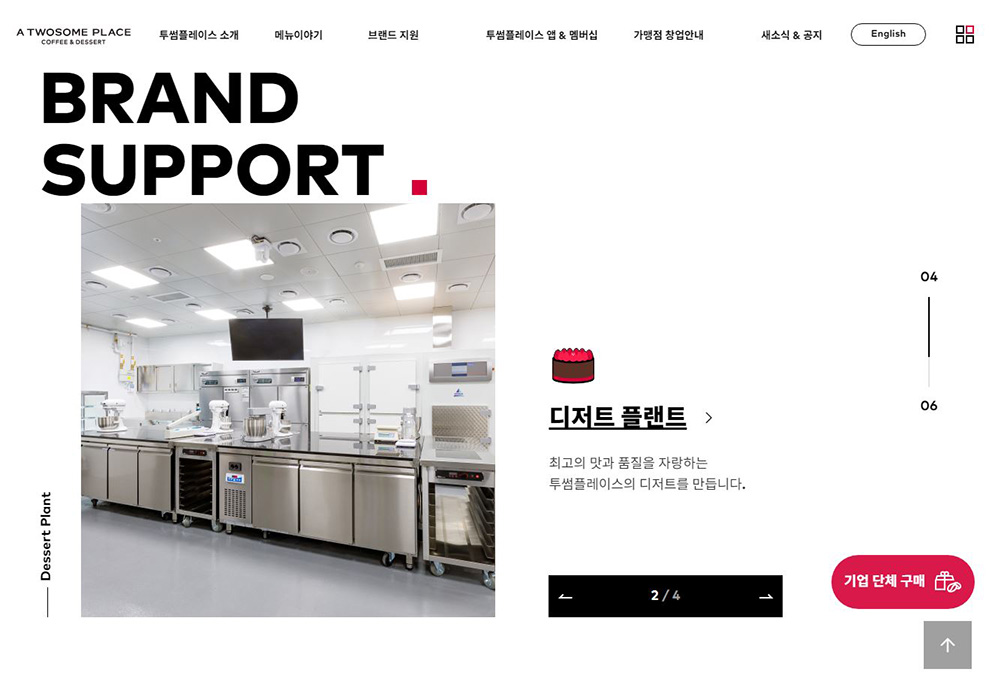 A TWOSOME PLACE
COFFEE & DESSERT
투썸플레이스 소개
메뉴이야기
브랜드 지원
투썸플레이스 앱 & 멤버십
가맹점 창업안내
새소식 & 공지
English
BRAND
SUPPORT .
04
06
디저트 플랜트
최고의 맛과 품질을 자랑하는
투썸플레이스의 디저트를 만듭니다.
Dessert Plant
기업 단체 구매
2 / 4